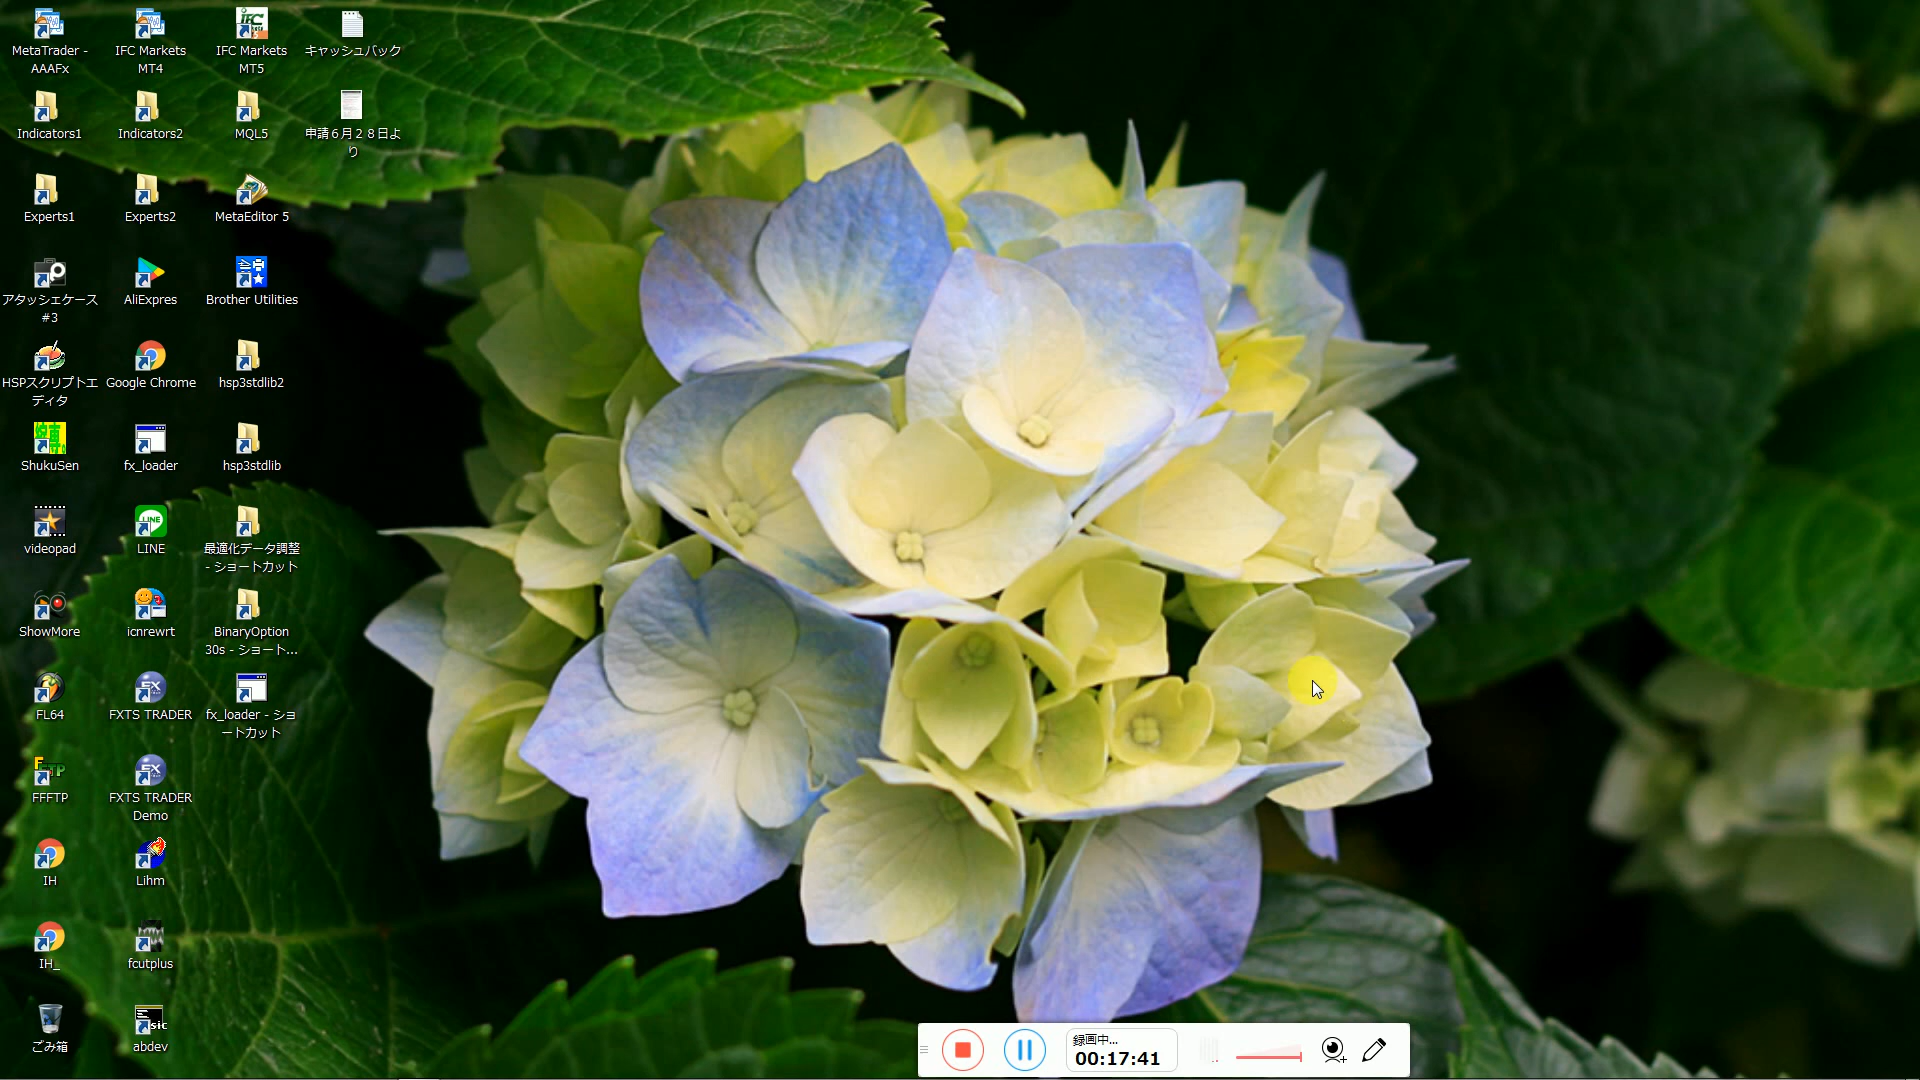 MetaTrader -
AAAFx
IFC Markets
MT4
IFC Markets
MT5
キャッシュバック
Indicators1
Indicators2
MQL5
申請６月２８日よ
り
Experts1
Experts2
MetaEditor 5
アタッシェケース
#3
AliExpres
Brother Utilities
HSPスクリプトエ
ディタ
Google Chrome
hsp3stdlib2
ShukuSen
fx_loader
hsp3stdlib
videopad
LINE
最適化データ調整
- ショートカット
ShowMore
icnrewrt
BinaryOption
30s - ショート...
FL64
FXTS TRADER
fx_loader - ショ
ートカット
FFFTP
FXTS TRADER
Demo
IH
Lihm
IH_
fcutplus
ごみ箱
abdev
録画中...
00:17:41